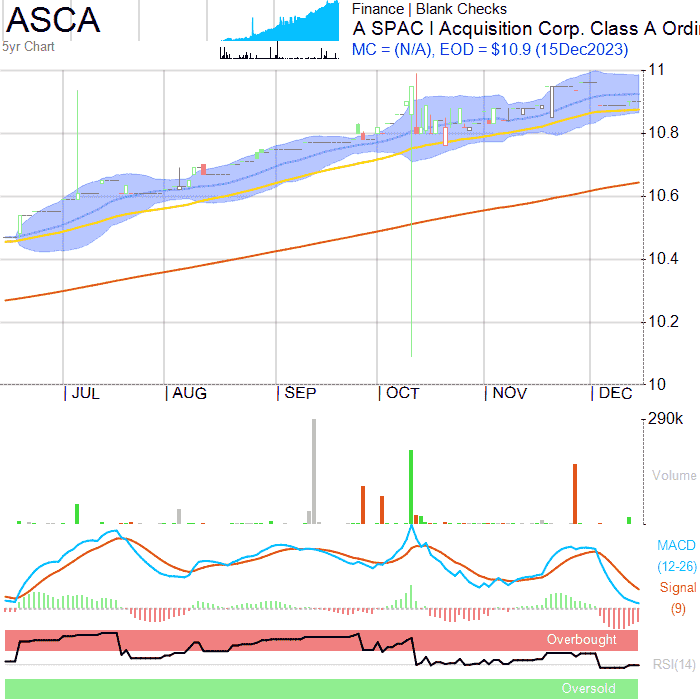 ASCA
5yr Chart
Finance | Blank Checks
A SPAC I Acquisition Corp. Class A Ordi
MC = (N/A), EOD = $10.9 (15Dec2023)
11
10.8
10.6
10.4
10.2
10
JUL AUG SEP OCT NOV DEC
290k
Volume
MACD
(12-26)
Signal
(9)
Overbought
RSI(14)
Oversold